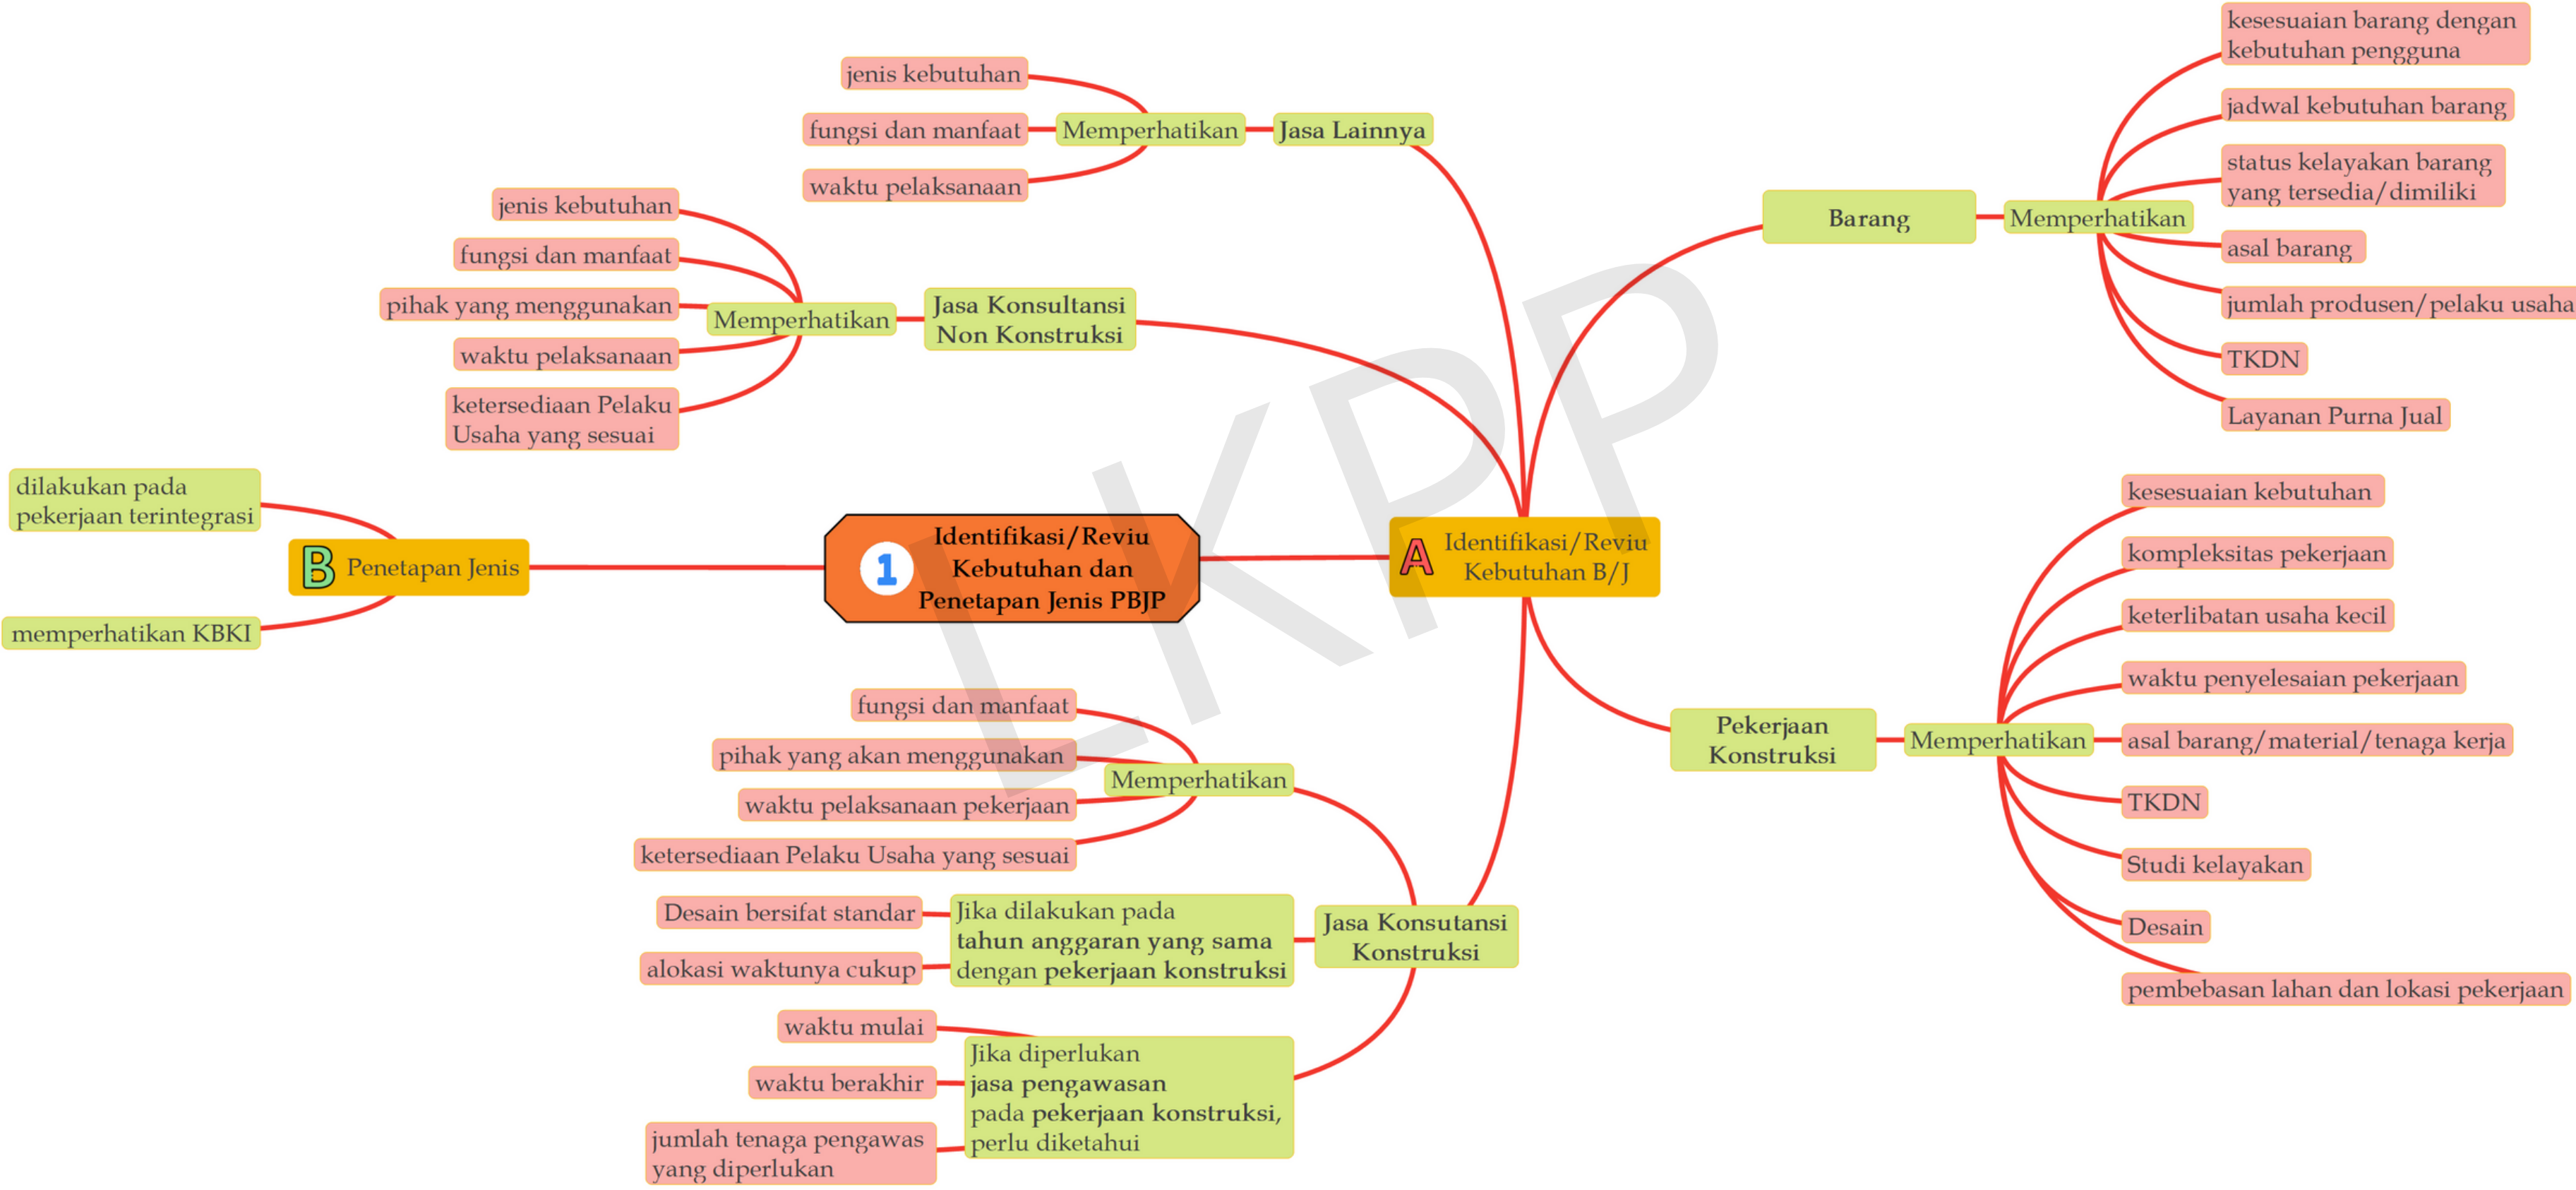 1
Identifikasi/Reviu
Kebutuhan dan
Penetapan Jenis PBJP
A
Identifikasi/Reviu
Kebutuhan B/J
Barang
Memperhatikan
kesesuaian barang dengan
kebutuhan pengguna
jadwal kebutuhan barang
status kelayakan barang
yang tersedia/dimiliki
asal barang
jumlah produsen/pelaku usaha
TKDN
Layanan Purna Jual
Pekerjaan
Konstruksi
Memperhatikan
kesesuaian kebutuhan
kompleksitas pekerjaan
keterlibatan usaha kecil
waktu penyelesaian pekerjaan
asal barang/material/tenaga kerja
TKDN
Studi kelayakan
Desain
pembebasan lahan dan lokasi pekerjaan
Jasa Konsutansi
Konstruksi
Memperhatikan
fungsi dan manfaat
pihak yang akan menggunakan
waktu pelaksanaan pekerjaan
ketersediaan Pelaku Usaha yang sesuai
Jika dilakukan pada
tahun anggaran yang sama
dengan pekerjaan konstruksi
Desain bersifat standar
alokasi waktunya cukup
Jika diperlukan
jasa pengawasan
pada pekerjaan konstruksi,
perlu diketahui
waktu mulai
waktu berakhir
jumlah tenaga pengawas
yang diperlukan
Jasa Konsultansi
Non Konstruksi
Memperhatikan
jenis kebutuhan
fungsi dan manfaat
pihak yang menggunakan
waktu pelaksanaan
ketersediaan Pelaku
Usaha yang sesuai
Jasa Lainnya
Memperhatikan
jenis kebutuhan
fungsi dan manfaat
waktu pelaksanaan
B
Penetapan Jenis
dilakukan pada
pekerjaan terintegrasi
memperhatikan KBKI
LKPP